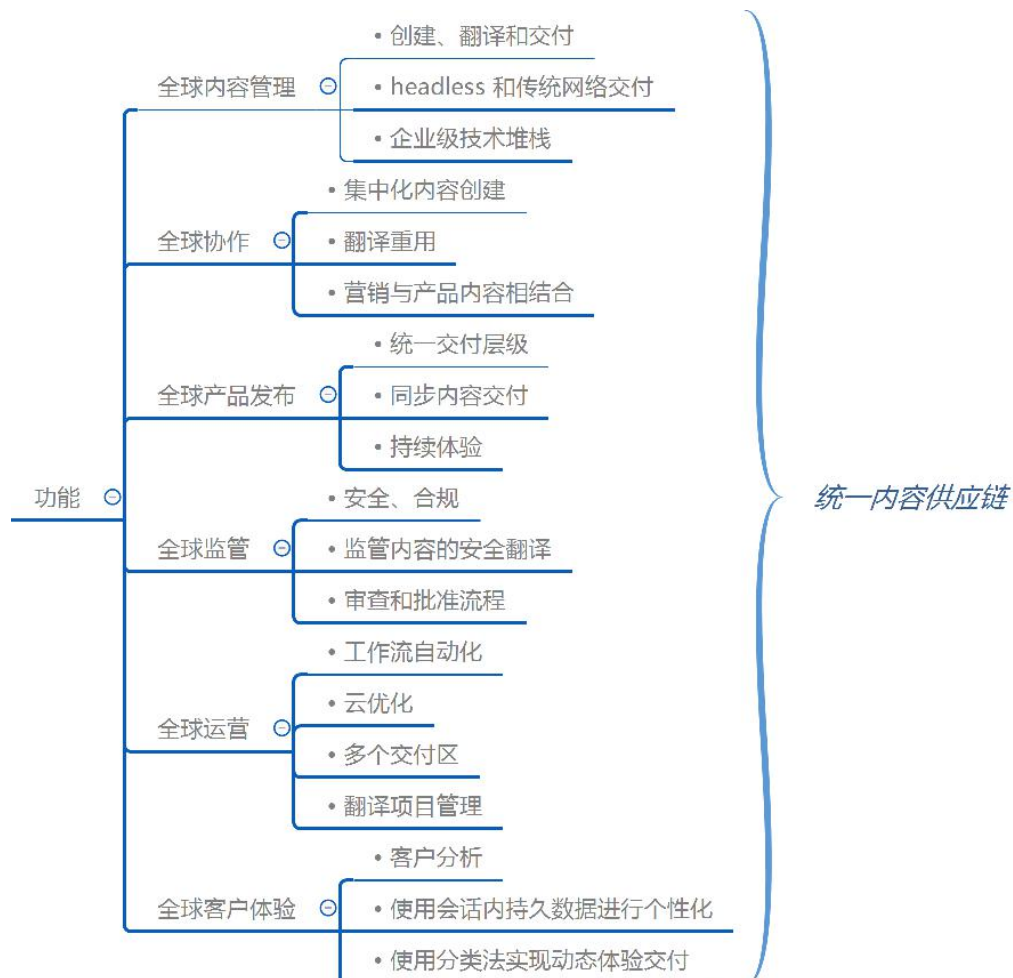 • 创建、翻译和交付
全球内容管理
• headless 和传统网络交付
• 企业级技术堆栈
• 集中化内容创建
全球协作
• 翻译重用
• 营销与产品内容相结合
• 统一交付层级
全球产品发布
• 同步内容交付
• 持续体验
功能
统一内容供应链
• 安全、合规
全球监管
• 监管内容的安全翻译
• 审查和批准流程
• 工作流自动化
• 云优化
全球运营
• 多个交付区
• 翻译项目管理
• 客户分析
全球客户体验
• 使用会话内持久数据进行个性化
• 使用分类法实现动态体验交付